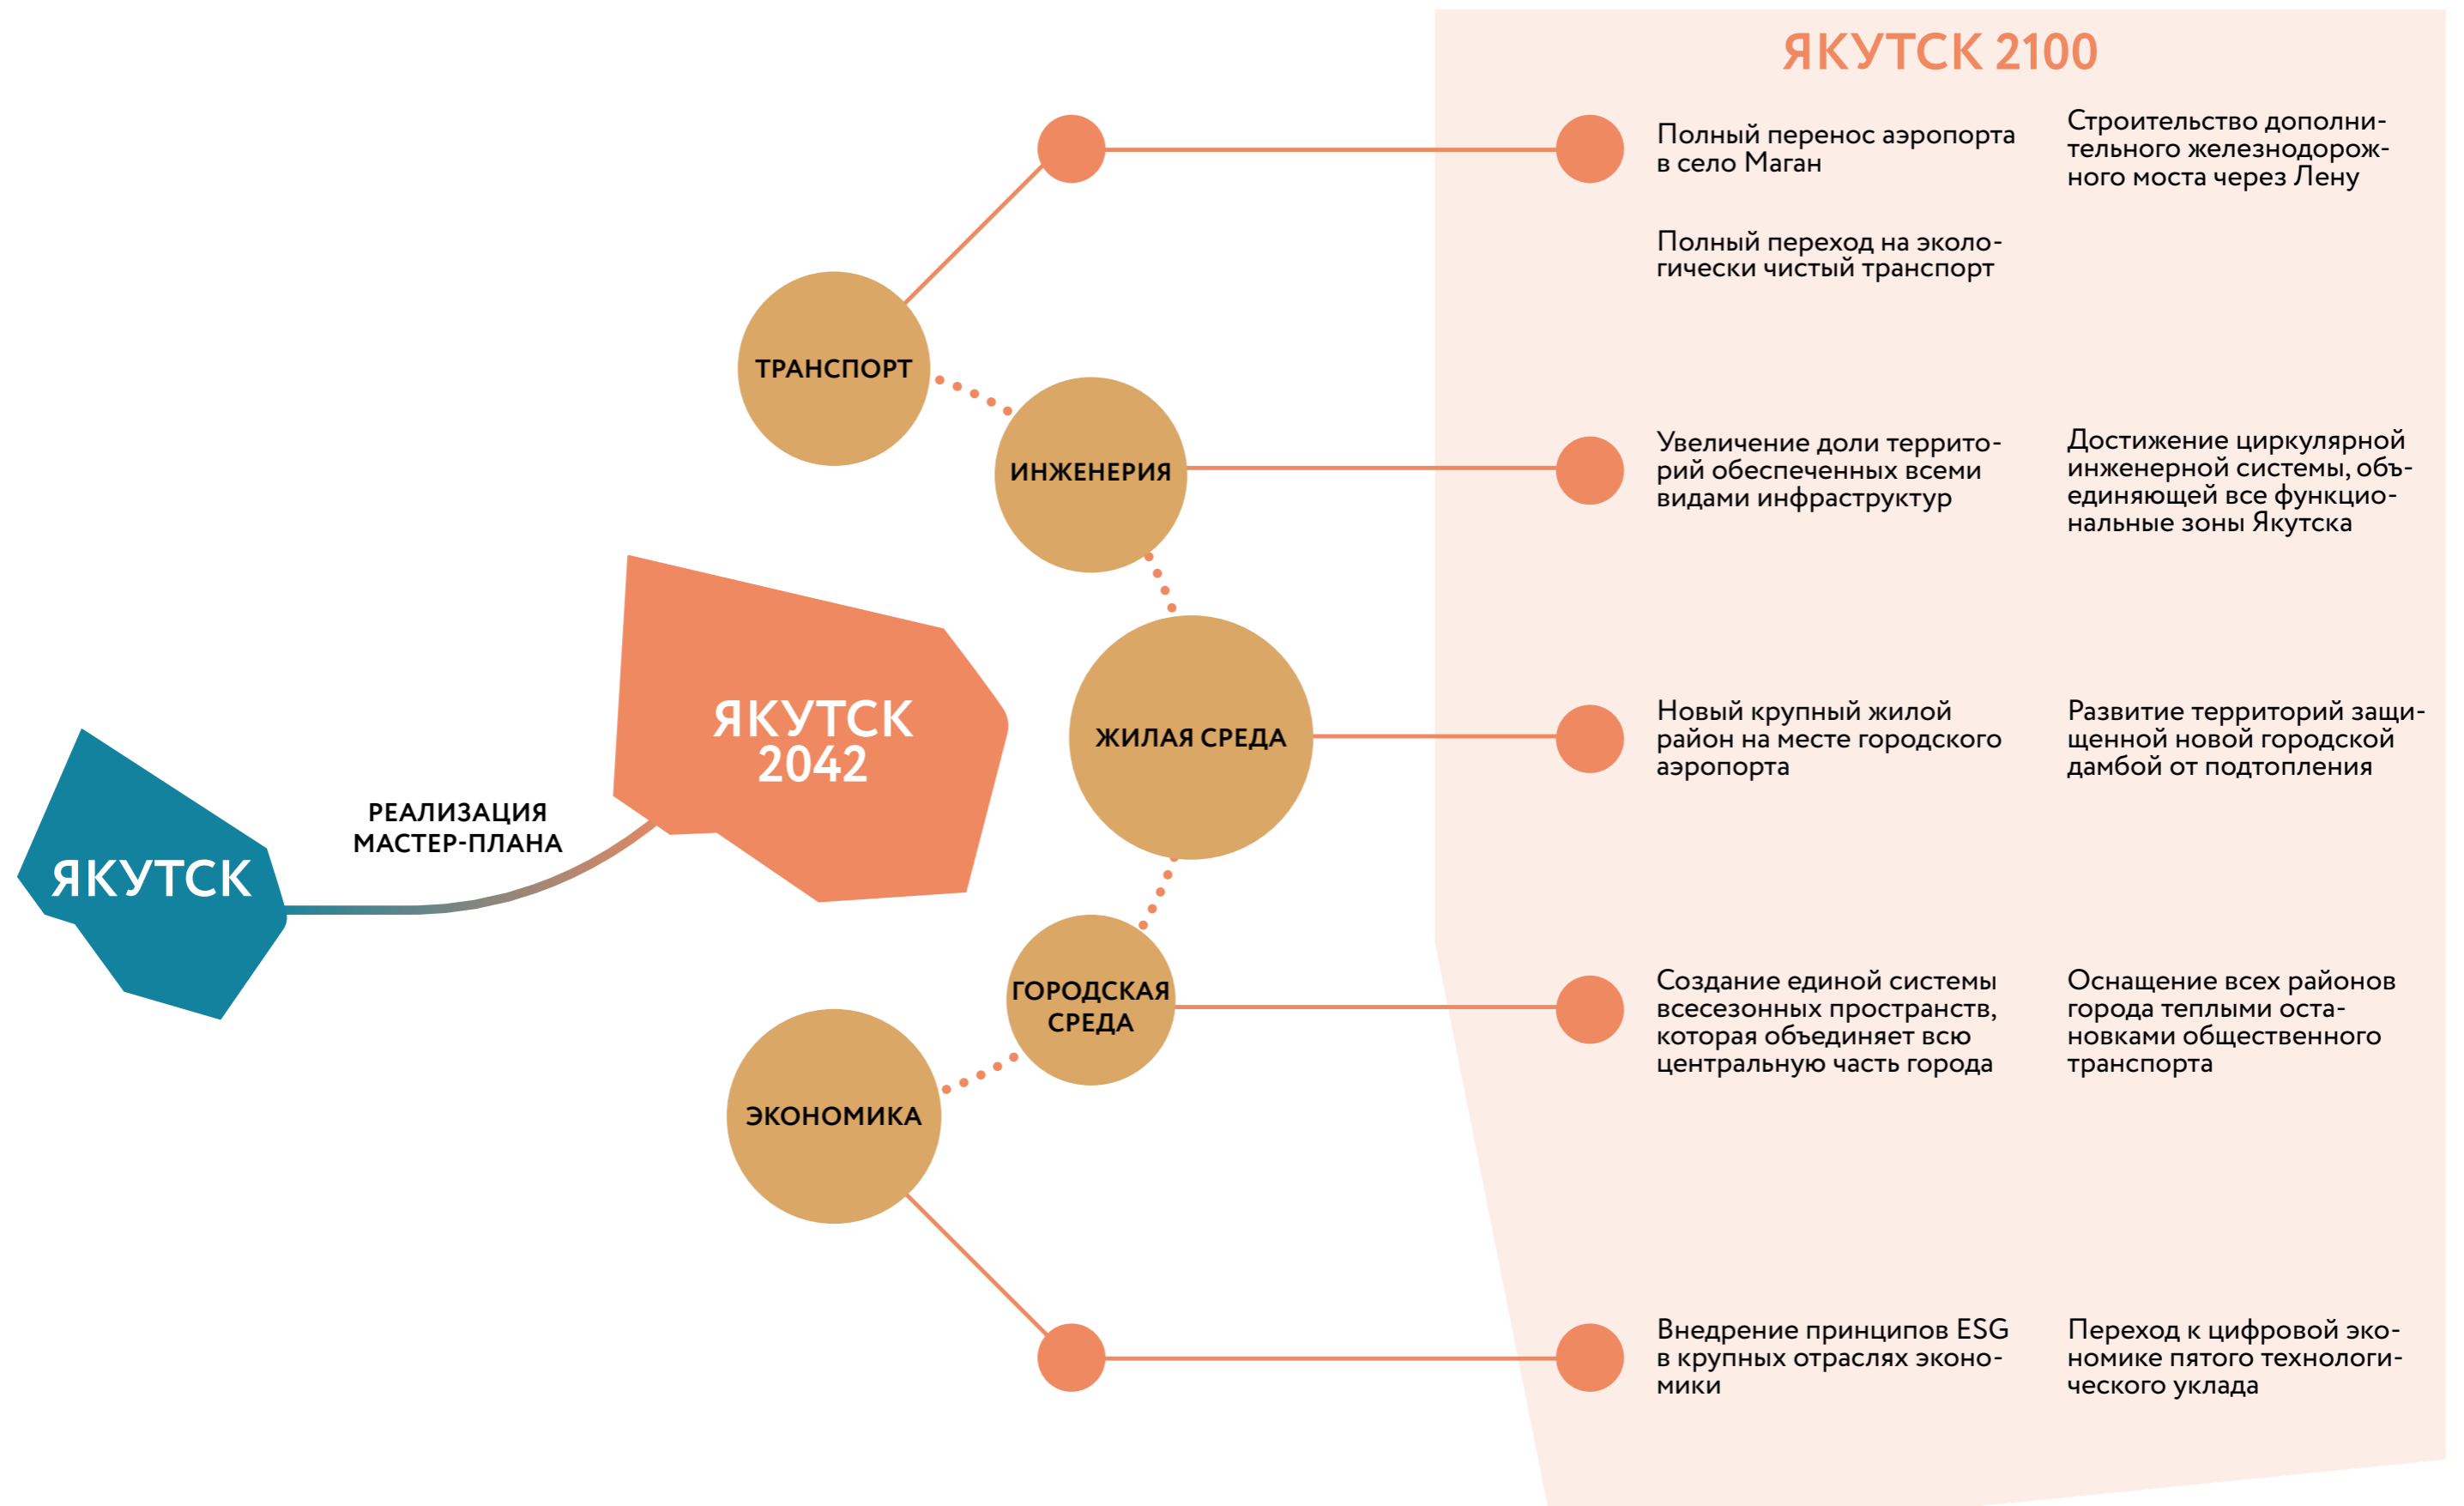 ЯКУТСК 2100
Полный перенос аэропорта
в село Маган
Строительство дополни-
тельного железнодорож-
ного моста через Лену
Полный переход на эколо-
гически чистый транспорт
ТРАНСПОРТ
ИНЖЕНЕРИЯ
Увеличение доли террито-
рий обеспеченных всеми
видами инфраструктур
Достижение циркулярной
инженерной системы, объ-
единяющей все функцио-
нальные зоны Якутска
ЯКУТСК
РЕАЛИЗАЦИЯ
МАСТЕР-ПЛАНА
ЯКУТСК
2042
ЖИЛАЯ СРЕДА
Новый крупный жилой
район на месте городского
аэропорта
Развитие территорий защи-
щенной новой городской
дамбой от подтопления
ГОРОДСКАЯ
СРЕДА
Создание единой системы
всесезонных пространств,
которая объединяет всю
центральную часть города
Оснащение всех районов
города теплыми оста-
новками общественного
транспорта
ЭКОНОМИКА
Внедрение принципов ESG
в крупных отраслях эконо-
мики
Переход к цифровой эко-
номике пятого технологи-
ческого уклада